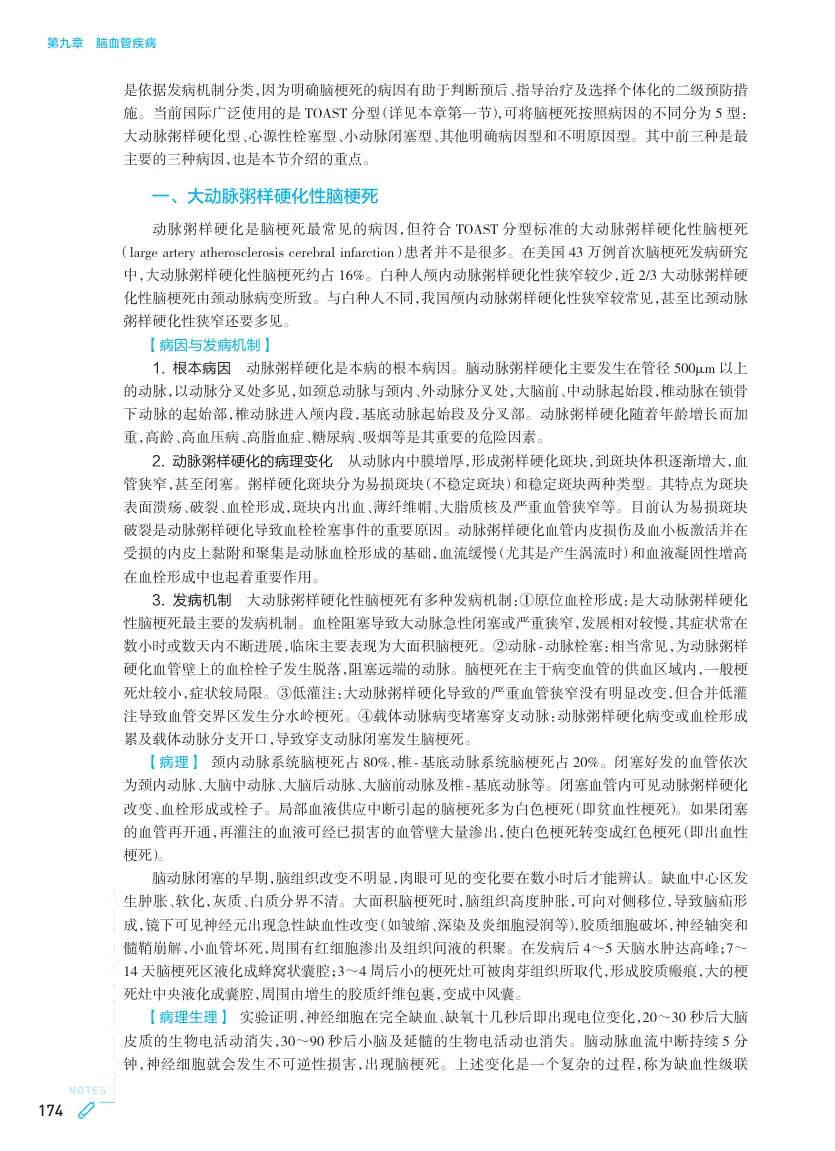 第九章 脑血管疾病
是依据发病机制分类,因为明确脑梗死的病因有助于判断预后、指导治疗及选择个体化的二级预防措
施。当前国际广泛使用的是 TOAST 分型(详见本章第一节),可将脑梗死按照病因的不同分为 5 型:
大动脉粥样硬化型、心源性栓塞型、小动脉闭塞型、其他明确病因型和不明原因型。其中前三种是最
主要的三种病因,也是本节介绍的重点。
一、大动脉粥样硬化性脑梗死
动脉粥样硬化是脑梗死最常见的病因,但符合 TOAST 分型标准的大动脉粥样硬化性脑梗死
(large artery atherosclerosis cerebral infarction)患者并不是很多。在美国 43 万例首次脑梗死发病研究
中,大动脉粥样硬化性脑梗死约占 16%。白种人颅内动脉粥样硬化性狭窄较少,近 2/3 大动脉粥样硬
化性脑梗死由颈动脉病变所致。与白种人不同,我国颅内动脉粥样硬化性狭窄较常见,甚至比颈动脉
粥样硬化性狭窄还要多见。
【病因与发病机制】
1. 根本病因 动脉粥样硬化是本病的根本病因。脑动脉粥样硬化主要发生在管径 500μm 以上
的动脉,以动脉分叉处多见,如颈总动脉与颈内、外动脉分叉处,大脑前、中动脉起始段,椎动脉在锁骨
下动脉的起始部,椎动脉进入颅内段,基底动脉起始段及分叉部。动脉粥样硬化随着年龄增长而加
重,高龄、高血压病、高脂血症、糖尿病、吸烟等是其重要的危险因素。
2. 动脉粥样硬化的病理变化 从动脉内中膜增厚,形成粥样硬化斑块,到斑块体积逐渐增大,血
管狭窄,甚至闭塞。粥样硬化斑块分为易损斑块(不稳定斑块)和稳定斑块两种类型。其特点为斑块
表面溃疡、破裂、血栓形成,斑块内出血、薄纤维帽、大脂质核及严重血管狭窄等。目前认为易损斑块
破裂是动脉粥样硬化导致血栓栓塞事件的重要原因。动脉粥样硬化血管内皮损伤及血小板激活并在
受损的内皮上黏附和聚集是动脉血栓形成的基础,血流缓慢(尤其是产生涡流时)和血液凝固性增高
在血栓形成中也起着重要作用。
3. 发病机制 大动脉粥样硬化性脑梗死有多种发病机制:①原位血栓形成:是大动脉粥样硬化
性脑梗死最主要的发病机制。血栓阻塞导致大动脉急性闭塞或严重狭窄,发展相对较慢,其症状常在
数小时或数天内不断进展,临床主要表现为大面积脑梗死。②动脉-动脉栓塞:相当常见,为动脉粥样
硬化血管壁上的血栓栓子发生脱落,阻塞远端的动脉。脑梗死在主干病变血管的供血区域内,一般梗
死灶较小,症状较局限。③低灌注:大动脉粥样硬化导致的严重血管狭窄没有明显改变,但合并低灌
注导致血管交界区发生分水岭梗死。④载体动脉病变堵塞穿支动脉:动脉粥样硬化病变或血栓形成
累及载体动脉分支开口,导致穿支动脉闭塞发生脑梗死。
【病理】 颈内动脉系统脑梗死占 80%,椎-基底动脉系统脑梗死占 20%。闭塞好发的血管依次
为颈内动脉、大脑中动脉、大脑后动脉、大脑前动脉及椎-基底动脉等。闭塞血管内可见动脉粥样硬化
改变、血栓形成或栓子。局部血液供应中断引起的脑梗死多为白色梗死(即贫血性梗死)。如果闭塞
的血管再开通,再灌注的血液可经已损害的血管壁大量渗出,使白色梗死转变成红色梗死(即出血性
梗死)。
脑动脉闭塞的早期,脑组织改变不明显,肉眼可见的变化要在数小时后才能辨认。缺血中心区发
生肿胀、软化,灰质、白质分界不清。大面积脑梗死时,脑组织高度肿胀,可向对侧移位,导致脑疝形
成,镜下可见神经元出现急性缺血性改变(如皱缩、深染及炎细胞浸润等),胶质细胞破坏,神经轴突和
髓鞘崩解,小血管坏死,周围有红细胞渗出及组织间液的积聚。在发病后 4～5 天脑水肿达高峰;7～
14 天脑梗死区液化成蜂窝状囊腔;3～4 周后小的梗死灶可被肉芽组织所取代,形成胶质瘢痕,大的梗
死灶中央液化成囊腔,周围由增生的胶质纤维包裹,变成中风囊。
【病理生理】 实验证明,神经细胞在完全缺血、缺氧十几秒后即出现电位变化,20～30 秒后大脑
皮质的生物电活动消失,30～90 秒后小脑及延髓的生物电活动也消失。脑动脉血流中断持续 5 分
钟,神经细胞就会发生不可逆性损害,出现脑梗死。上述变化是一个复杂的过程,称为缺血性级联
NOTES
174